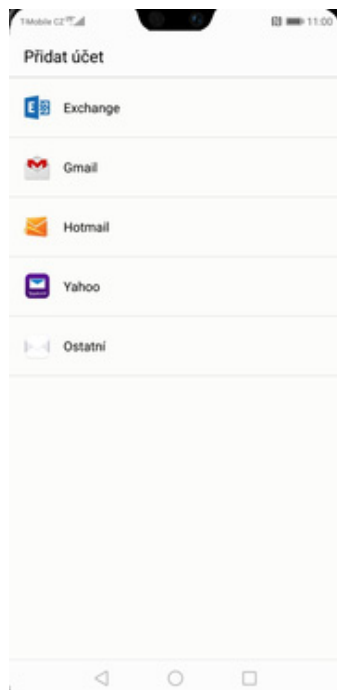 T-Mobile CZ 11:00
Přidat účet
Exchange
Gmail
Hotmail
Yahoo
Ostatní